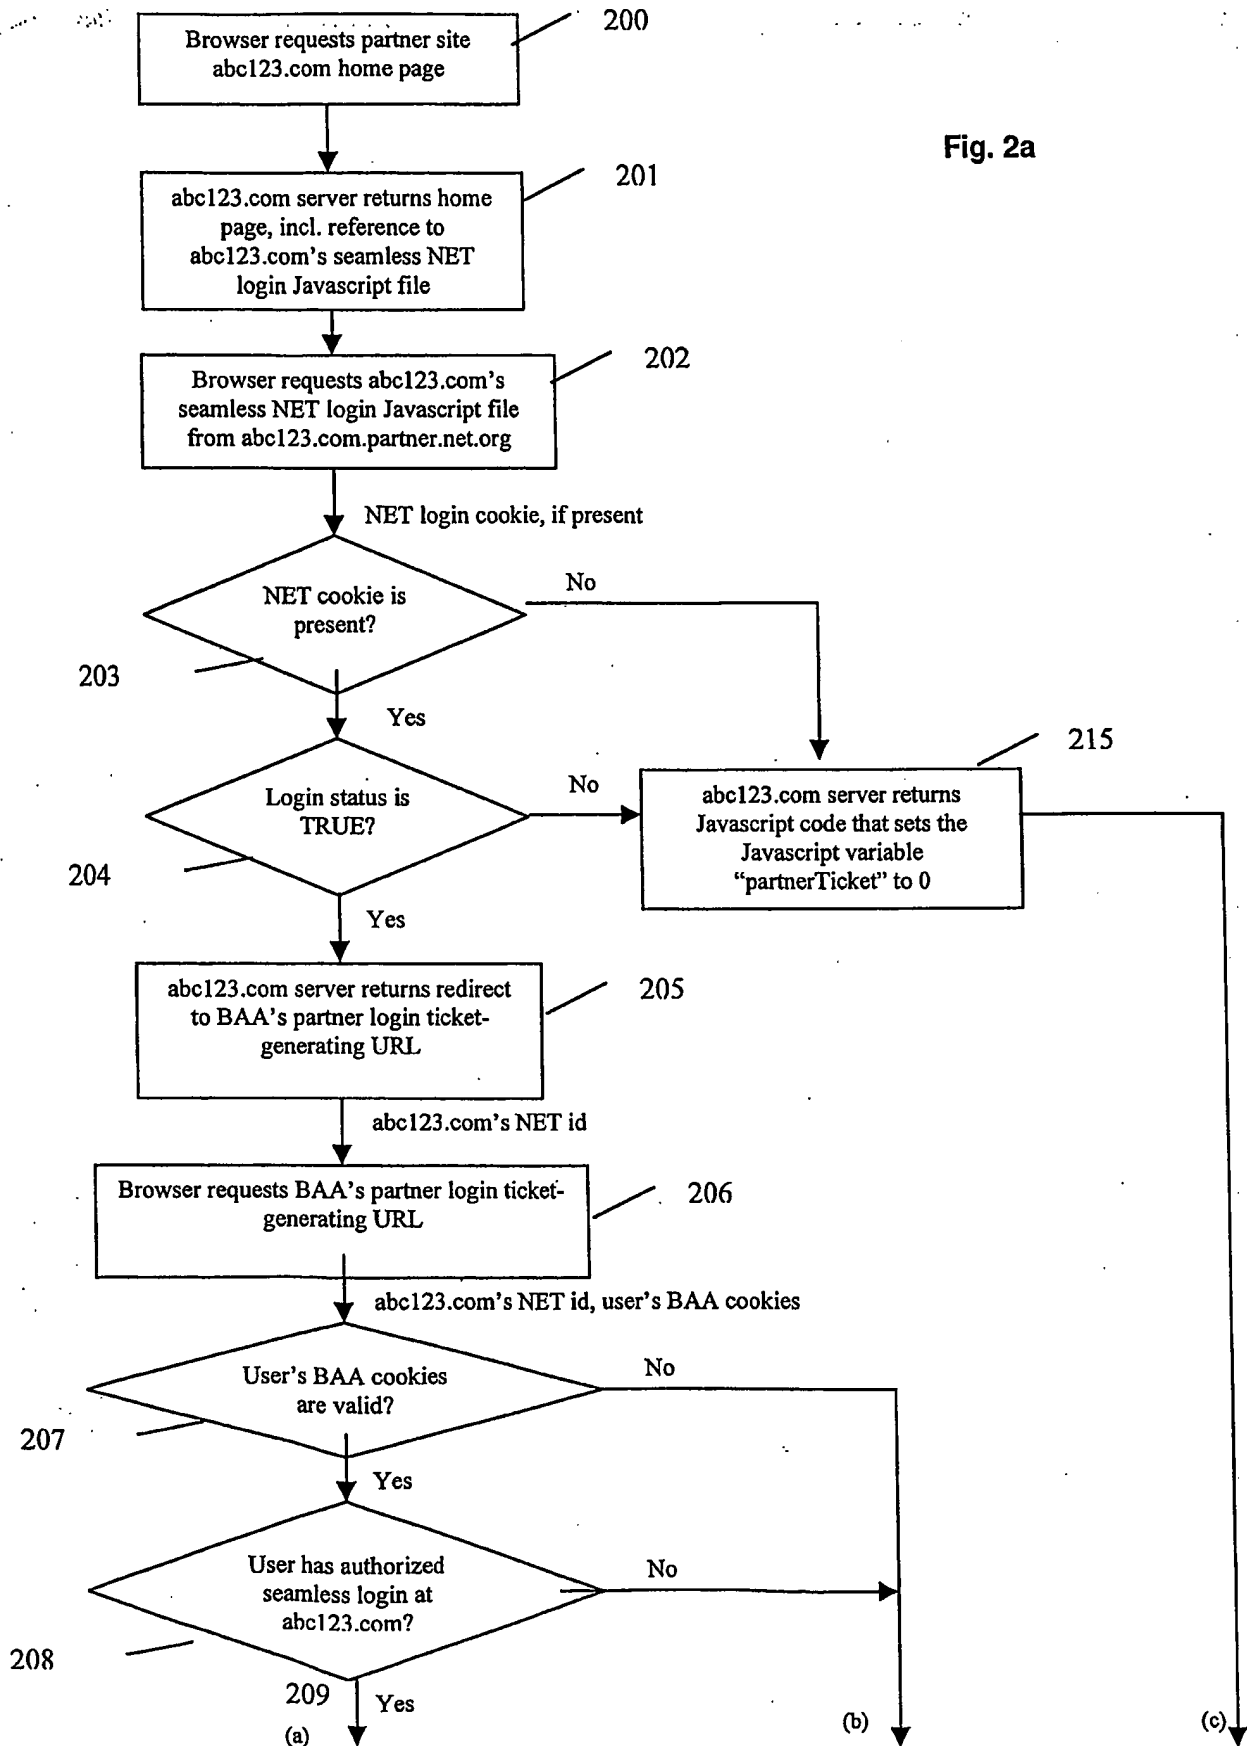 200
Browser requests partner site
abc123.com home page
Fig. 2a
201
abc123.com server returns home
page, incl. reference to
abc123.com's seamless NET
login Javascript file
202
Browser requests abc123.com's
seamless NET login Javascript file
from abc123.com.partner.net.org
NET login cookie, if present
No
NET cookie is
present?
203
Yes
215
Login status is
TRUE?
No
abc123.com server returns
Javascript code that sets the
Javascript variable
“partnerTicket” to 0
204
Yes
abc123.com server returns redirect
to BAA's partner login ticket-
generating URL
205
abc123.com's NET id
Browser requests BAA's partner login ticket-
generating URL
206
abc123.com's NET id, user's BAA cookies
User's BAA cookies
are valid?
No
207
Yes
User has authorized
seamless login at
abc123.com?
No
208
209
Yes
(a)
(b)
(c)